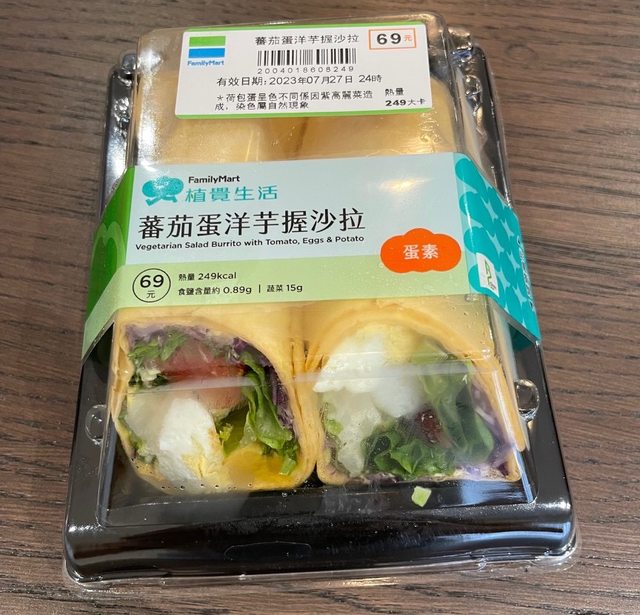 FamilyMart
蕃茄蛋洋芋握沙拉
69元
2004018608249
有效日期:2023年07月27日 24時
＊荷包蛋呈色不同係因紫高麗菜造
成，染色屬自然現象
熱量
249大卡
FamilyMart
植覺生活
蕃茄蛋洋芋握沙拉
Vegetarian Salad Burrito with Tomato, Eggs & Potato
蛋素
69
元
熱量 249kcal
食鹽含量約 0.89g | 蔬菜 15g